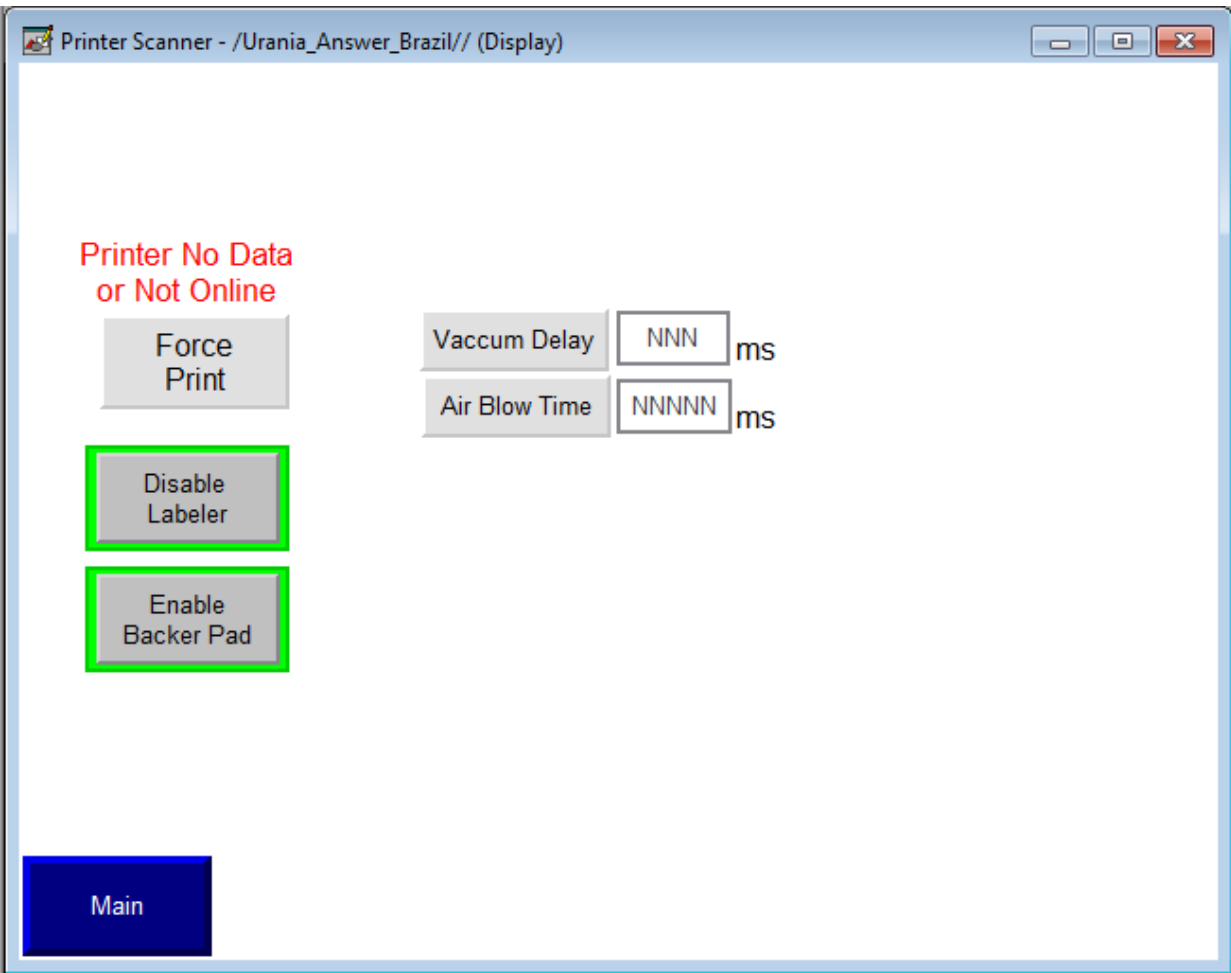 Printer Scanner - /Urania_Answer_Brazil// (Display)
Printer No Data
or Not Online
Force
Print
Vaccum Delay NNN ms
Air Blow Time NNNNN ms
Disable
Labeler
Enable
Backer Pad
Main